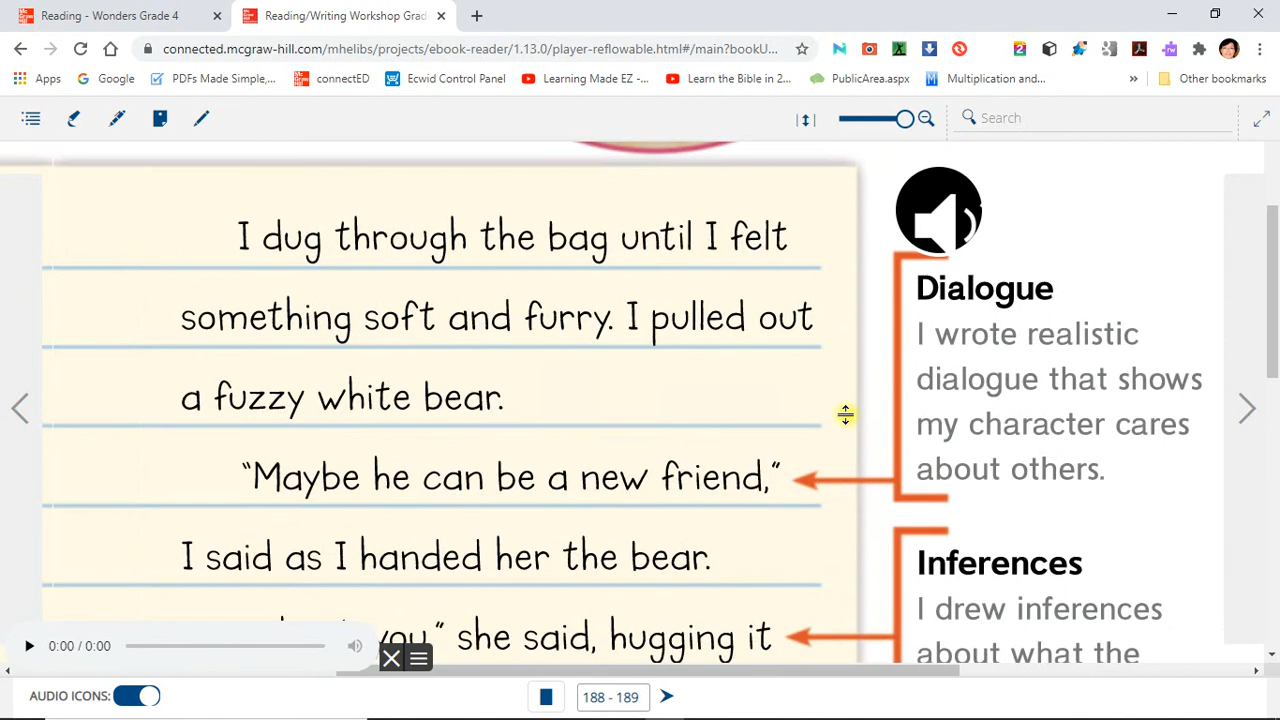 Reading - Wonders Grade 4
Reading/Writing Workshop Grad
connected.mcgraw-hill.com/mhelibs/projects/ebook-reader/1.13.0/player-reflowable.html#/main?bookU...
Apps
Google
PDFs Made Simple,...
connectED
Ecwid Control Panel
Learning Made EZ -...
Learn the Bible in 2...
PublicArea.aspx
Multiplication and...
»
Other bookmarks
Search
I dug through the bag until I felt
something soft and furry. I pulled out
a fuzzy white bear.
"Maybe he can be a new friend,"
I said as I handed her the bear.
you," she said, hugging it
Dialogue
I wrote realistic
dialogue that shows
my character cares
about others.
Inferences
I drew inferences
about what the
0:00 / 0:00
AUDIO ICONS:
188 - 189